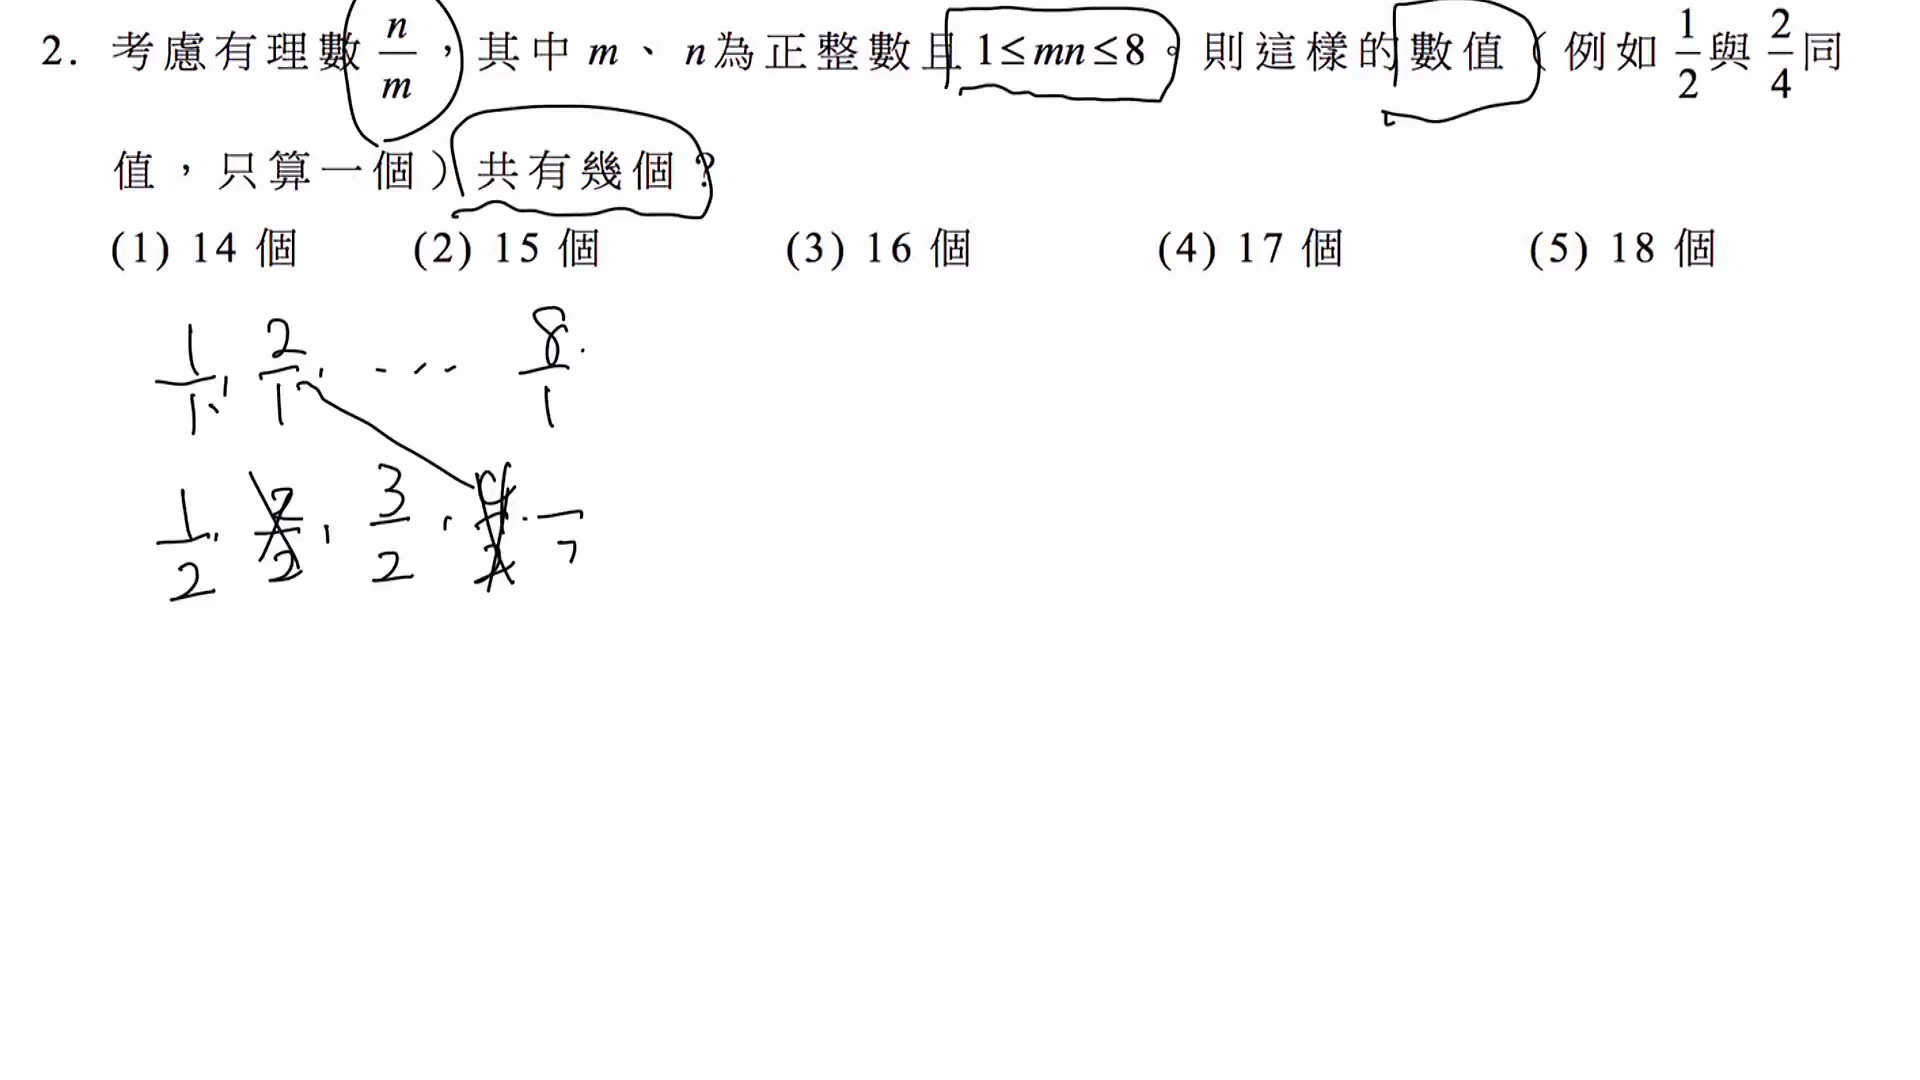 2. 考慮有理數 n/m，其中 m、n為正整數且 1≤mn≤8。則這樣的數值（例如 1/2 與 2/4 同
值，只算一個）共有幾個？
(1) 14 個 (2) 15 個 (3) 16 個 (4) 17 個 (5) 18 個
1/1, 2/1, ... 8/1
1/2, 2/2, 3/2, 4/2